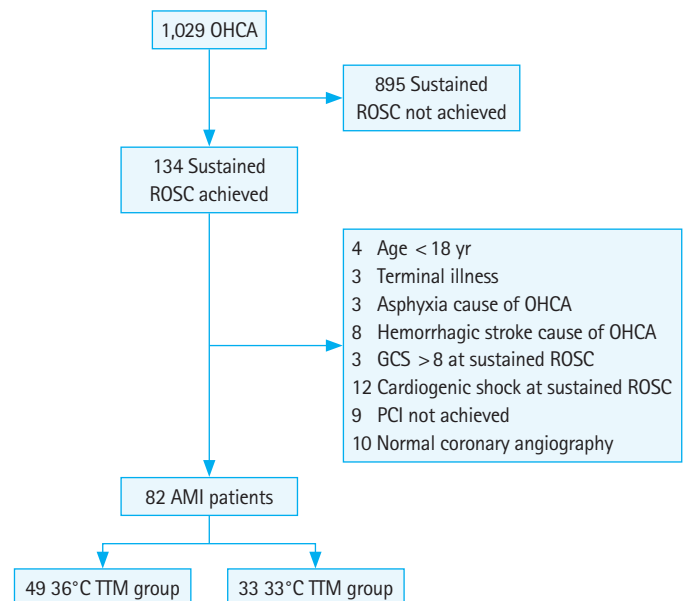 1,029 OHCA
895 Sustained
ROSC not achieved
134 Sustained
ROSC achieved
4 Age < 18 yr
3 Terminal illness
3 Asphyxia cause of OHCA
8 Hemorrhagic stroke cause of OHCA
3 GCS > 8 at sustained ROSC
12 Cardiogenic shock at sustained ROSC
9 PCI not achieved
10 Normal coronary angiography
82 AMI patients
49 36°C TTM group
33 33°C TTM group